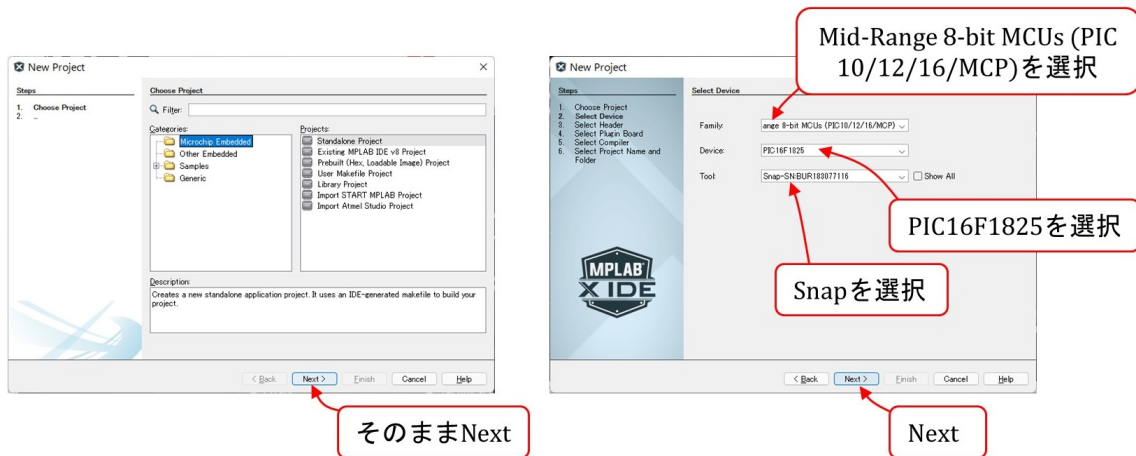 New Project
Steps
1. Choose Project
2. ...
Choose Project
Filter:
Categories:
Microchip Embedded
Other Embedded
Samples
Generic
Projects:
Standalone Project
Existing MPLAB IDE v8 Project
Prebuilt (Hex, Loadable Image) Project
User Makefile Project
Library Project
Import START MPLAB Project
Import Atmel Studio Project
Description:
Creates a new standalone application project. It uses an IDE-generated makefile to build your
project.
< Back
Next >
Finish
Cancel
Help
そのままNext
New Project
Steps
1. Choose Project
2. Select Device
3. Select Header
4. Select Plugin Board
5. Select Compiler
6. Select Project Name and
Folder
MPLAB
X IDE
Select Device
Family:
ange 8-bit MCUs (PIC10/12/16/MCP)
Device:
PIC16F1825
Tool:
Snap-SN:BUR183077116
Show All
Mid-Range 8-bit MCUs (PIC
10/12/16/MCP)を選択
PIC16F1825を選択
Snapを選択
< Back
Next >
Finish
Cancel
Help
Next